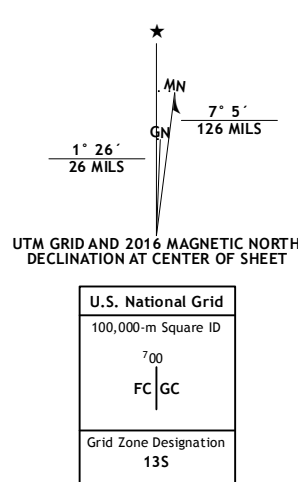 ★
MN
GN
7° 5´
126 MILS
1° 26´
26 MILS
UTM GRID AND 2016 MAGNETIC NORTH
DECLINATION AT CENTER OF SHEET
U.S. National Grid
100,000-m Square ID
⁷00
FC GC
Grid Zone Designation
13S